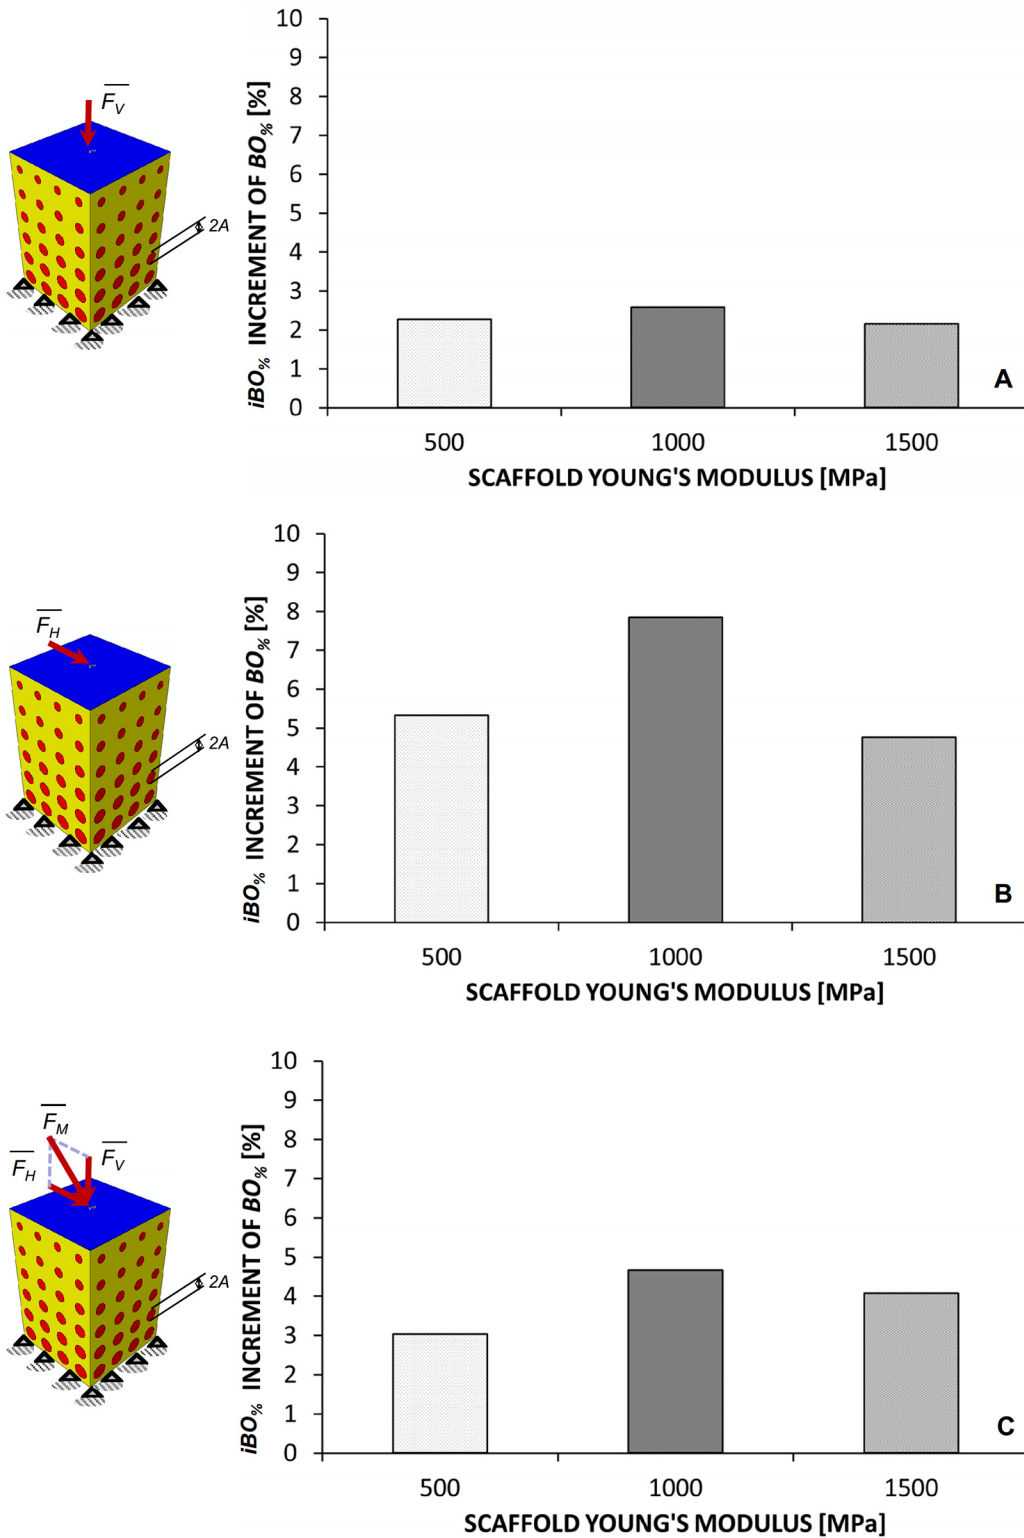 F_V
2A
iBO% INCREMENT OF BO% [%]
10
9
8
7
6
5
4
3
2
1
0
A
500 1000 1500
SCAFFOLD YOUNG'S MODULUS [MPa]
F_H
2A
iBO% INCREMENT OF BO% [%]
10
9
8
7
6
5
4
3
2
1
0
B
500 1000 1500
SCAFFOLD YOUNG'S MODULUS [MPa]
F_M
F_V
F_H
2A
iBO% INCREMENT OF BO% [%]
10
9
8
7
6
5
4
3
2
1
0
C
500 1000 1500
SCAFFOLD YOUNG'S MODULUS [MPa]